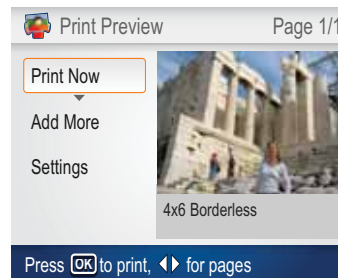 Print Preview Page 1/1
Print Now
Add More
Settings
4x6 Borderless
Press OK to print, for pages